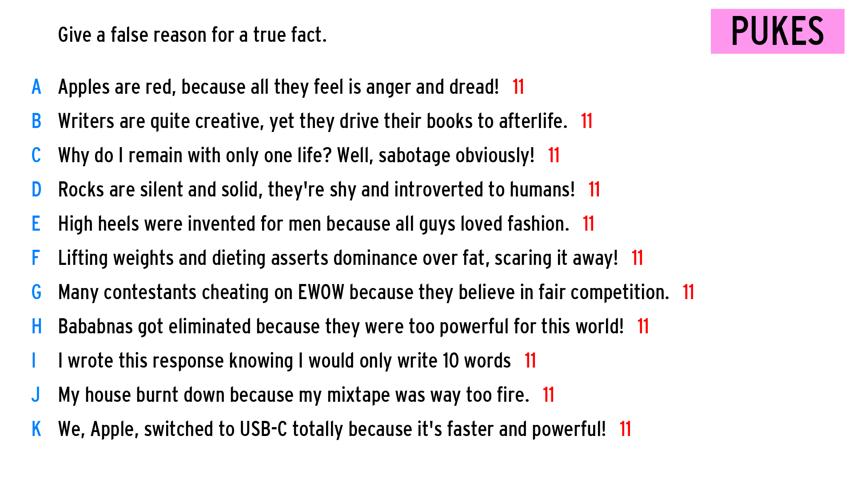 Give a false reason for a true fact.
PUKES
A Apples are red, because all they feel is anger and dread! 11
B Writers are quite creative, yet they drive their books to afterlife. 11
C Why do I remain with only one life? Well, sabotage obviously! 11
D Rocks are silent and solid, they're shy and introverted to humans! 11
E High heels were invented for men because all guys loved fashion. 11
F Lifting weights and dieting asserts dominance over fat, scaring it away! 11
G Many contestants cheating on EWOW because they believe in fair competition. 11
H Bababnas got eliminated because they were too powerful for this world! 11
I I wrote this response knowing I would only write 10 words 11
J My house burnt down because my mixtape was way too fire. 11
K We, Apple, switched to USB-C totally because it's faster and powerful! 11